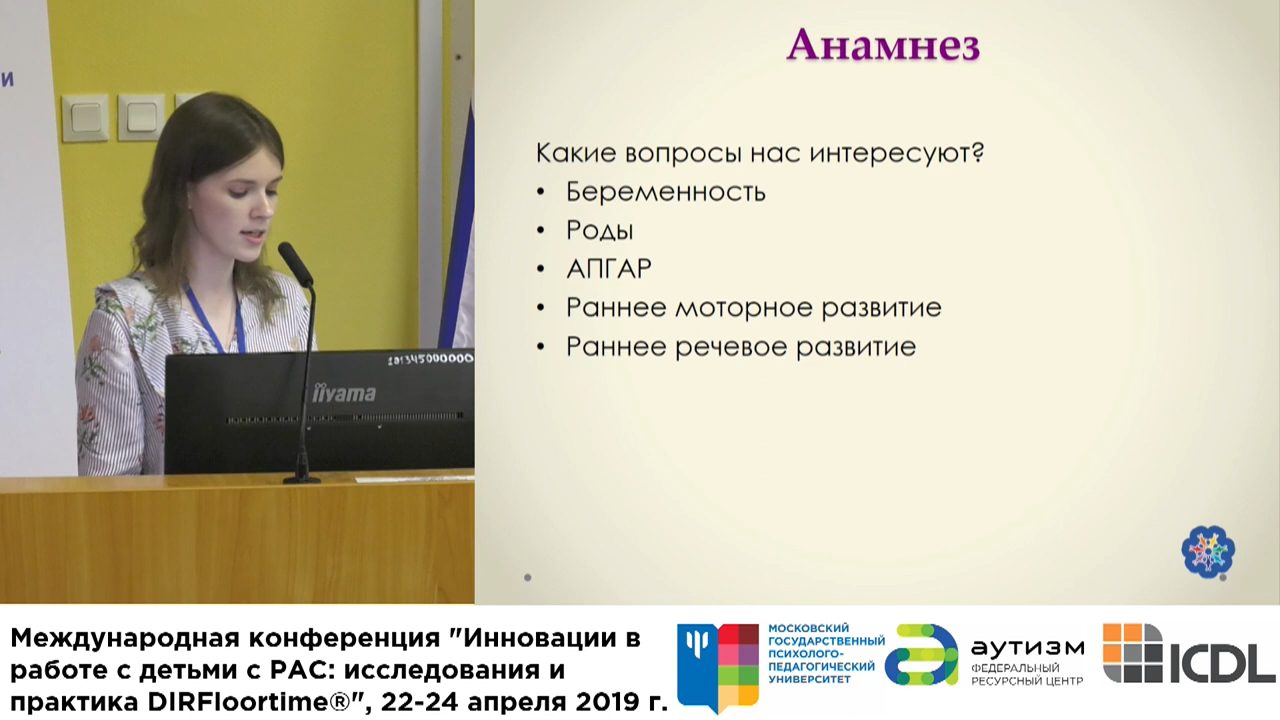 и
Анамнез
Какие вопросы нас интересуют?
• Беременность
• Роды
• АПГАР
• Раннее моторное развитие
• Раннее речевое развитие
101345000000
iiyama
Международная конференция "Инновации в
работе с детьми с РАС: исследования и
практика DIRFloortime®", 22-24 апреля 2019 г.
МОСКОВСКИЙ
ГОСУДАРСТВЕННЫЙ
ПСИХОЛОГО-
ПЕДАГОГИЧЕСКИЙ
УНИВЕРСИТЕТ
аутизм
ФЕДЕРАЛЬНЫЙ
РЕСУРСНЫЙ ЦЕНТР
ICDL